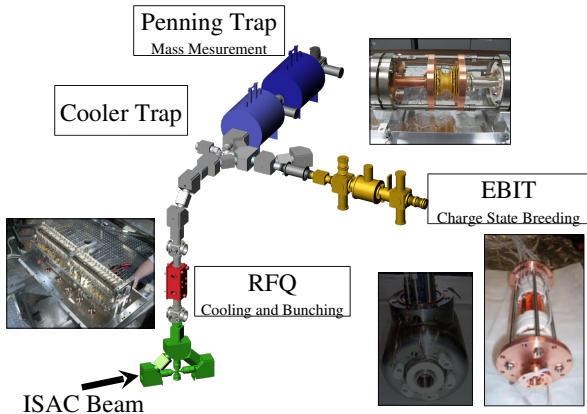 Penning Trap
Mass Mesurement
Cooler Trap
EBIT
Charge State Breeding
RFQ
Cooling and Bunching
ISAC Beam